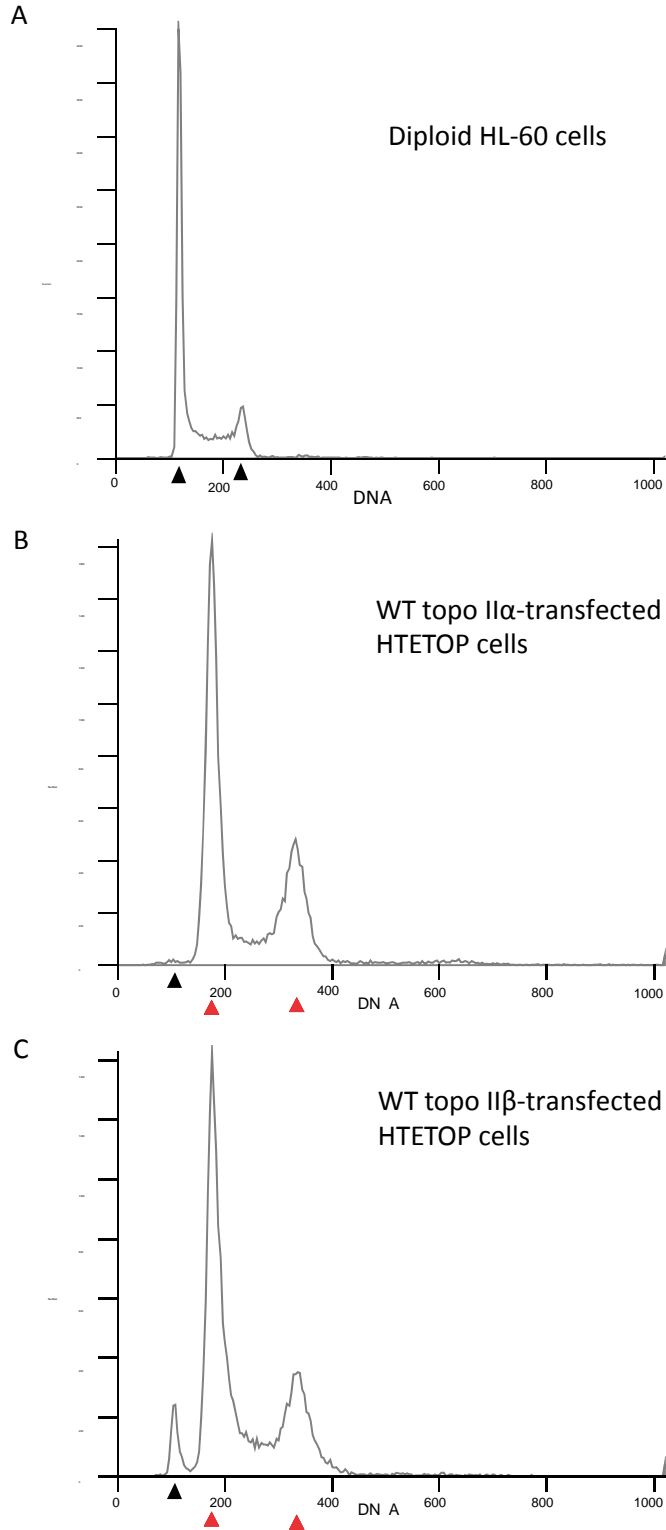 A
Diploid HL-60 cells
0 200 400 600 800 1000
DNA
B
WT topo IIα-transfected
HTETOP cells
0 200 400 600 800 1000
DN A
C
WT topo IIβ-transfected
HTETOP cells
0 200 400 600 800 1000
DN A